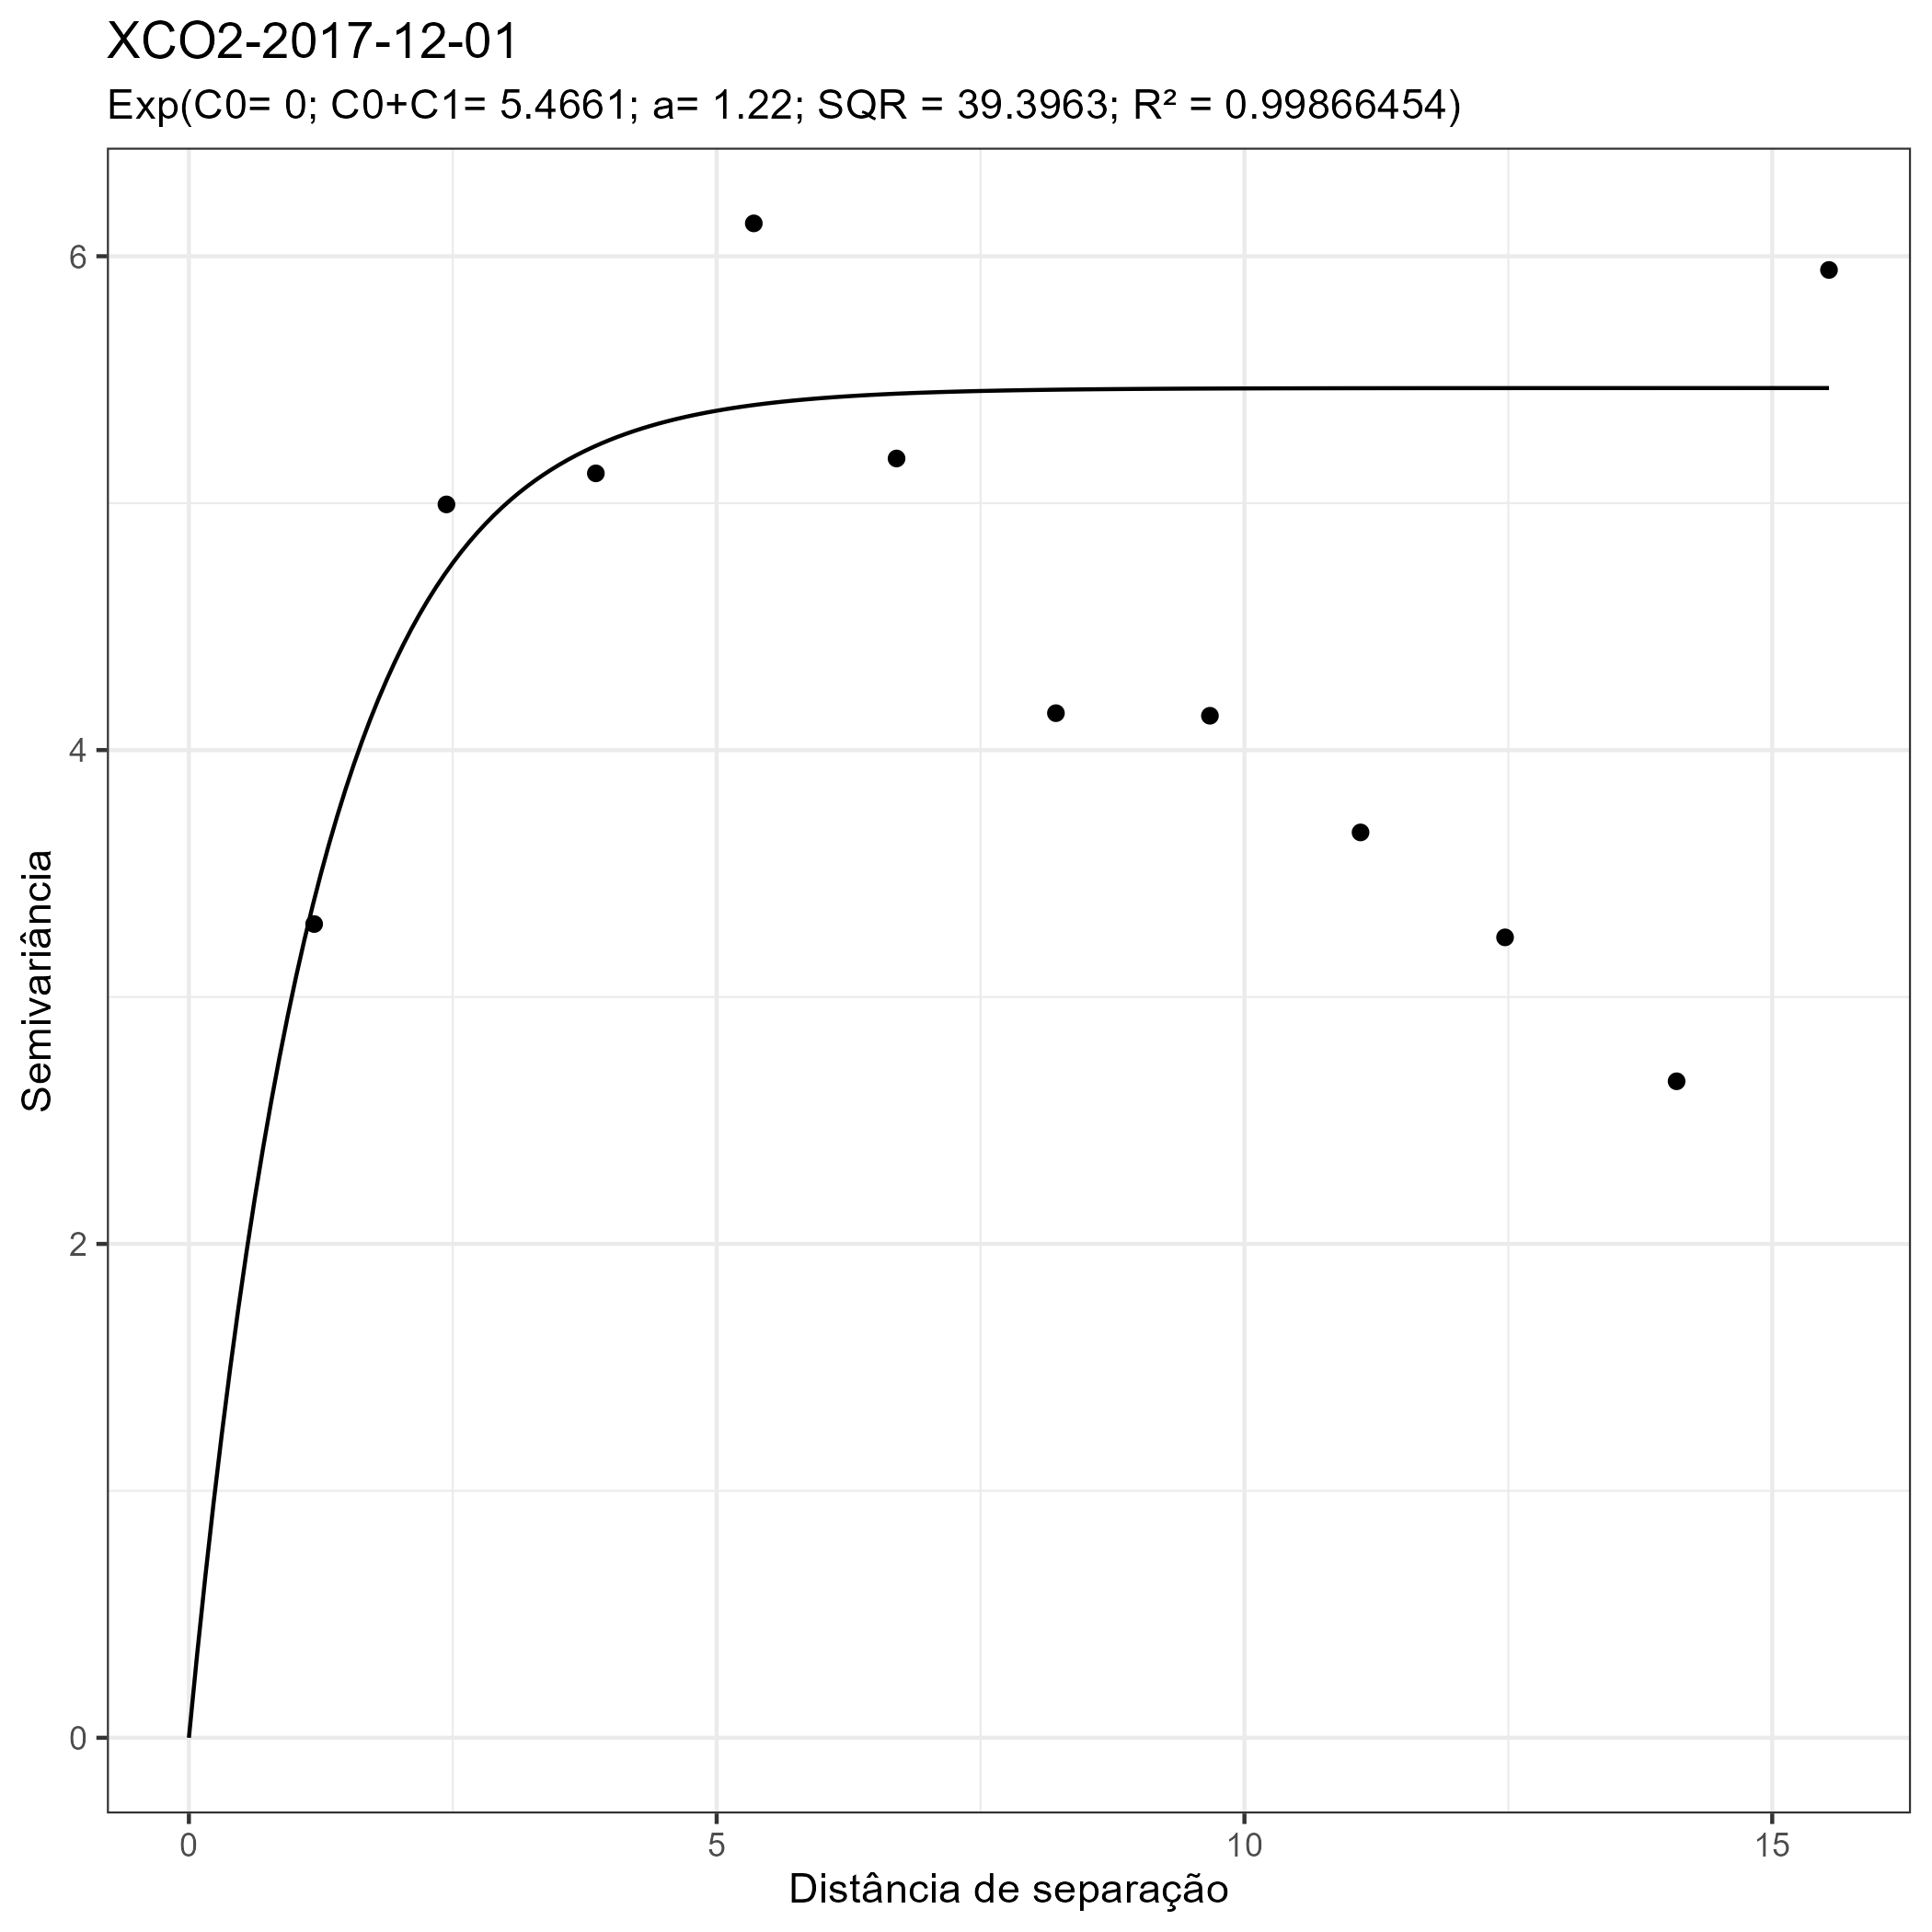 XCO2-2017-12-01
Exp(C0= 0; C0+C1= 5.4661; a= 1.22; SQR = 39.3963; R² = 0.99866454)
Semivariância
6
4
2
0
0 5 10 15
Distância de separação